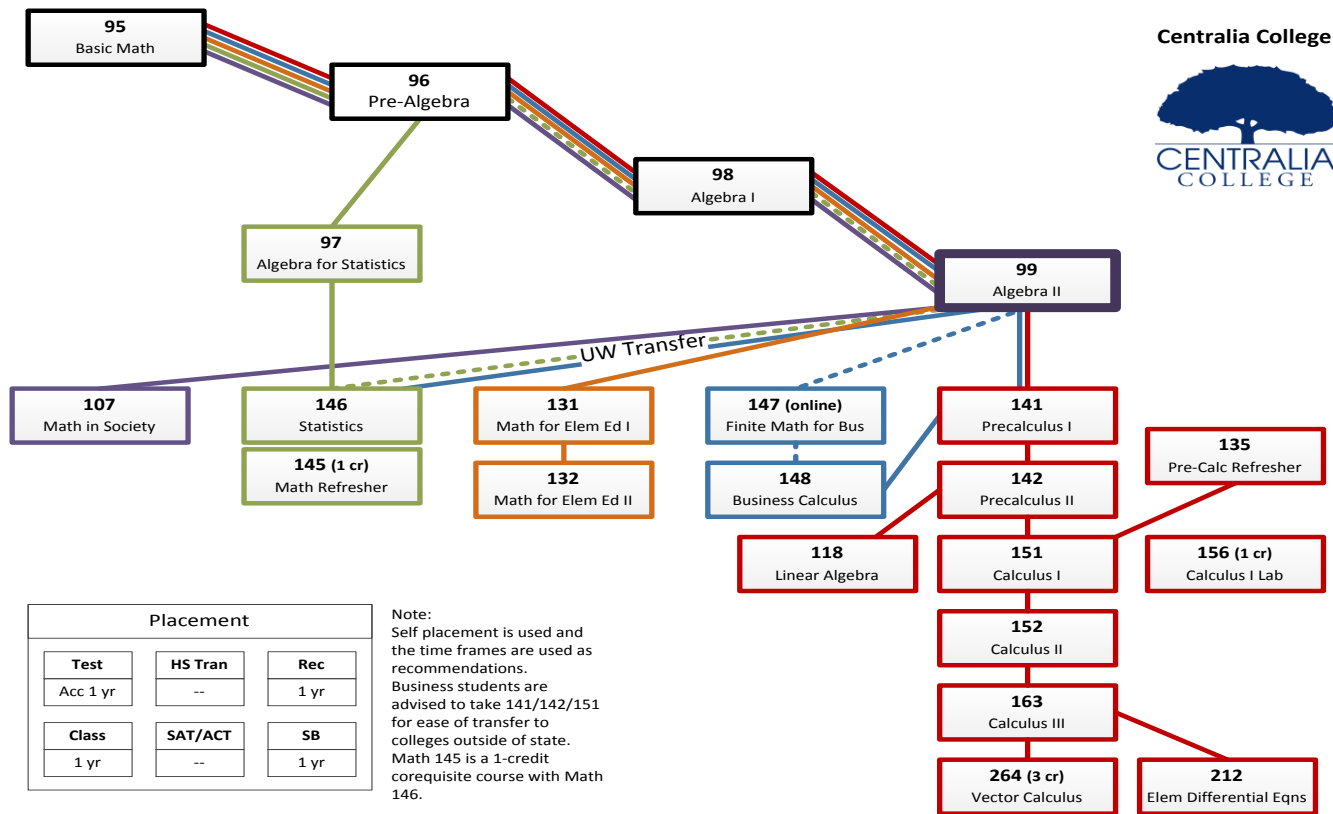 95
Basic Math
Centralia College
96
Pre-Algebra
CENTRALIA
COLLEGE
98
Algebra I
97
Algebra for Statistics
99
Algebra II
UW Transfer
107
Math in Society
146
Statistics
131
Math for Elem Ed I
147 (online)
Finite Math for Bus
141
Precalculus I
135
Pre-Calc Refresher
145 (1 cr)
Math Refresher
132
Math for Elem Ed II
148
Business Calculus
142
Precalculus II
118
Linear Algebra
151
Calculus I
156 (1 cr)
Calculus I Lab
152
Calculus II
163
Calculus III
264 (3 cr)
Vector Calculus
212
Elem Differential Eqns
Placement
Test
Acc 1 yr
HS Tran
--
Rec
1 yr
Class
1 yr
SAT/ACT
--
SB
1 yr
Note:
Self placement is used and
the time frames are used as
recommendations.
Business students are
advised to take 141/142/151
for ease of transfer to
colleges outside of state.
Math 145 is a 1-credit
corequisite course with Math
146.